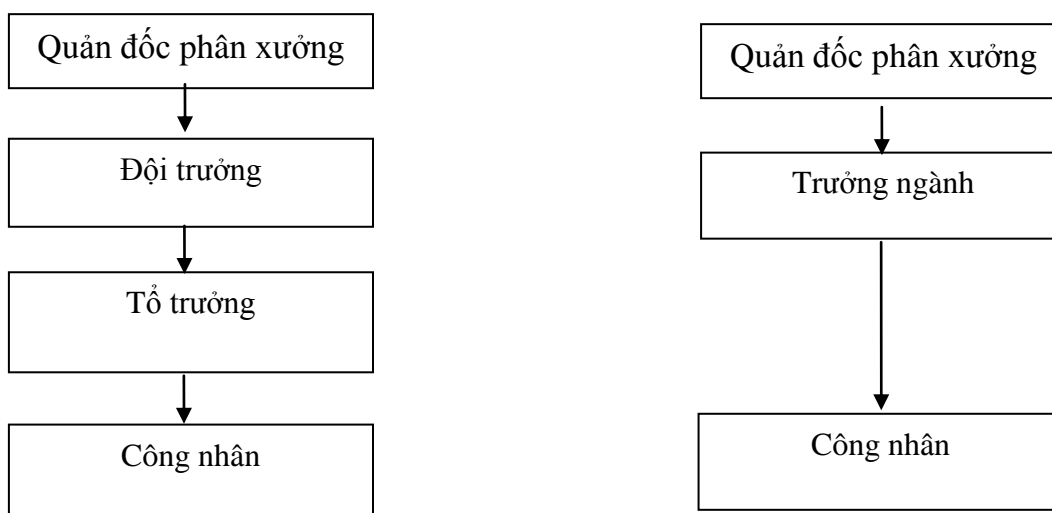 Quản đốc phân xưởng
Đội trưởng
Tổ trưởng
Công nhân
Quản đốc phân xưởng
Trưởng ngành
Công nhân